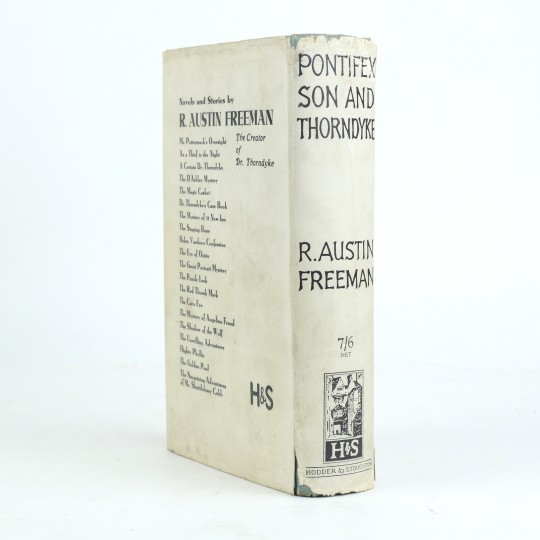 Novels and Stories by
R. AUSTIN FREEMAN
The Creator
of
Dr. Thorndyke
Mr. Pottermack's Oversight
As a Thief in the Night
A Certain Dr. Thorndyke
The D'Arblay Mystery
The Magic Casket
Dr. Thorndyke's Case Book
The Mystery of 31 New Inn
The Singing Bone
Helen Vardon's Confession
The Eye of Osiris
The Great Portrait Mystery
The Puzzle Lock
The Red Thumb Mark
The Cat's Eye
The Mystery of Angelina Frood
The Shadow of the Wolf
The Unwilling Adventurer
Higher Phyllis
The Golden Pool
The Surprising Adventures
of Mr. Shuttlebury Cobb
H&S
PONTIFEX
SON AND
THORNDYKE
R. AUSTIN
FREEMAN
7/6
NET
H&S
HODDER & STOUGHTON